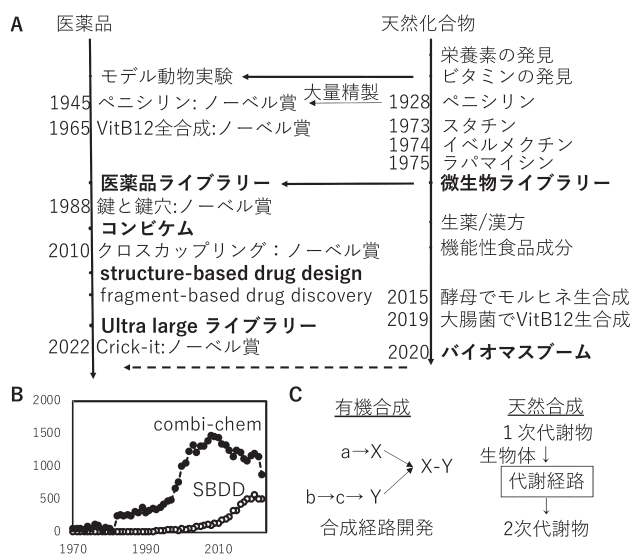 A
医薬品
天然化合物
栄養素の発見
モデル動物実験
ビタミンの発見
大量精製
1945 ペニシリン: ノーベル賞
1928 ペニシリン
1965 VitB12全合成:ノーベル賞
1973 スタチン
1974 イベルメクチン
1975 ラパマイシン
医薬品ライブラリー
微生物ライブラリー
1988 鍵と鍵穴:ノーベル賞
生薬/漢方
コンビケム
2010 クロスカップリング：ノーベル賞
機能性食品成分
structure-based drug design
fragment-based drug discovery
2015 酵母でモルヒネ生合成
Ultra large ライブラリー
2019 大腸菌でVitB12生合成
2022 Crick-it:ノーベル賞
2020 バイオマスブーム
B
2000
1500
1000
500
0
1970
1990
2010
combi-chem
SBDD
C
有機合成
a→X
b→c→Y
X-Y
合成経路開発
天然合成
1次代謝物
生物体↓
代謝経路
↓
2次代謝物